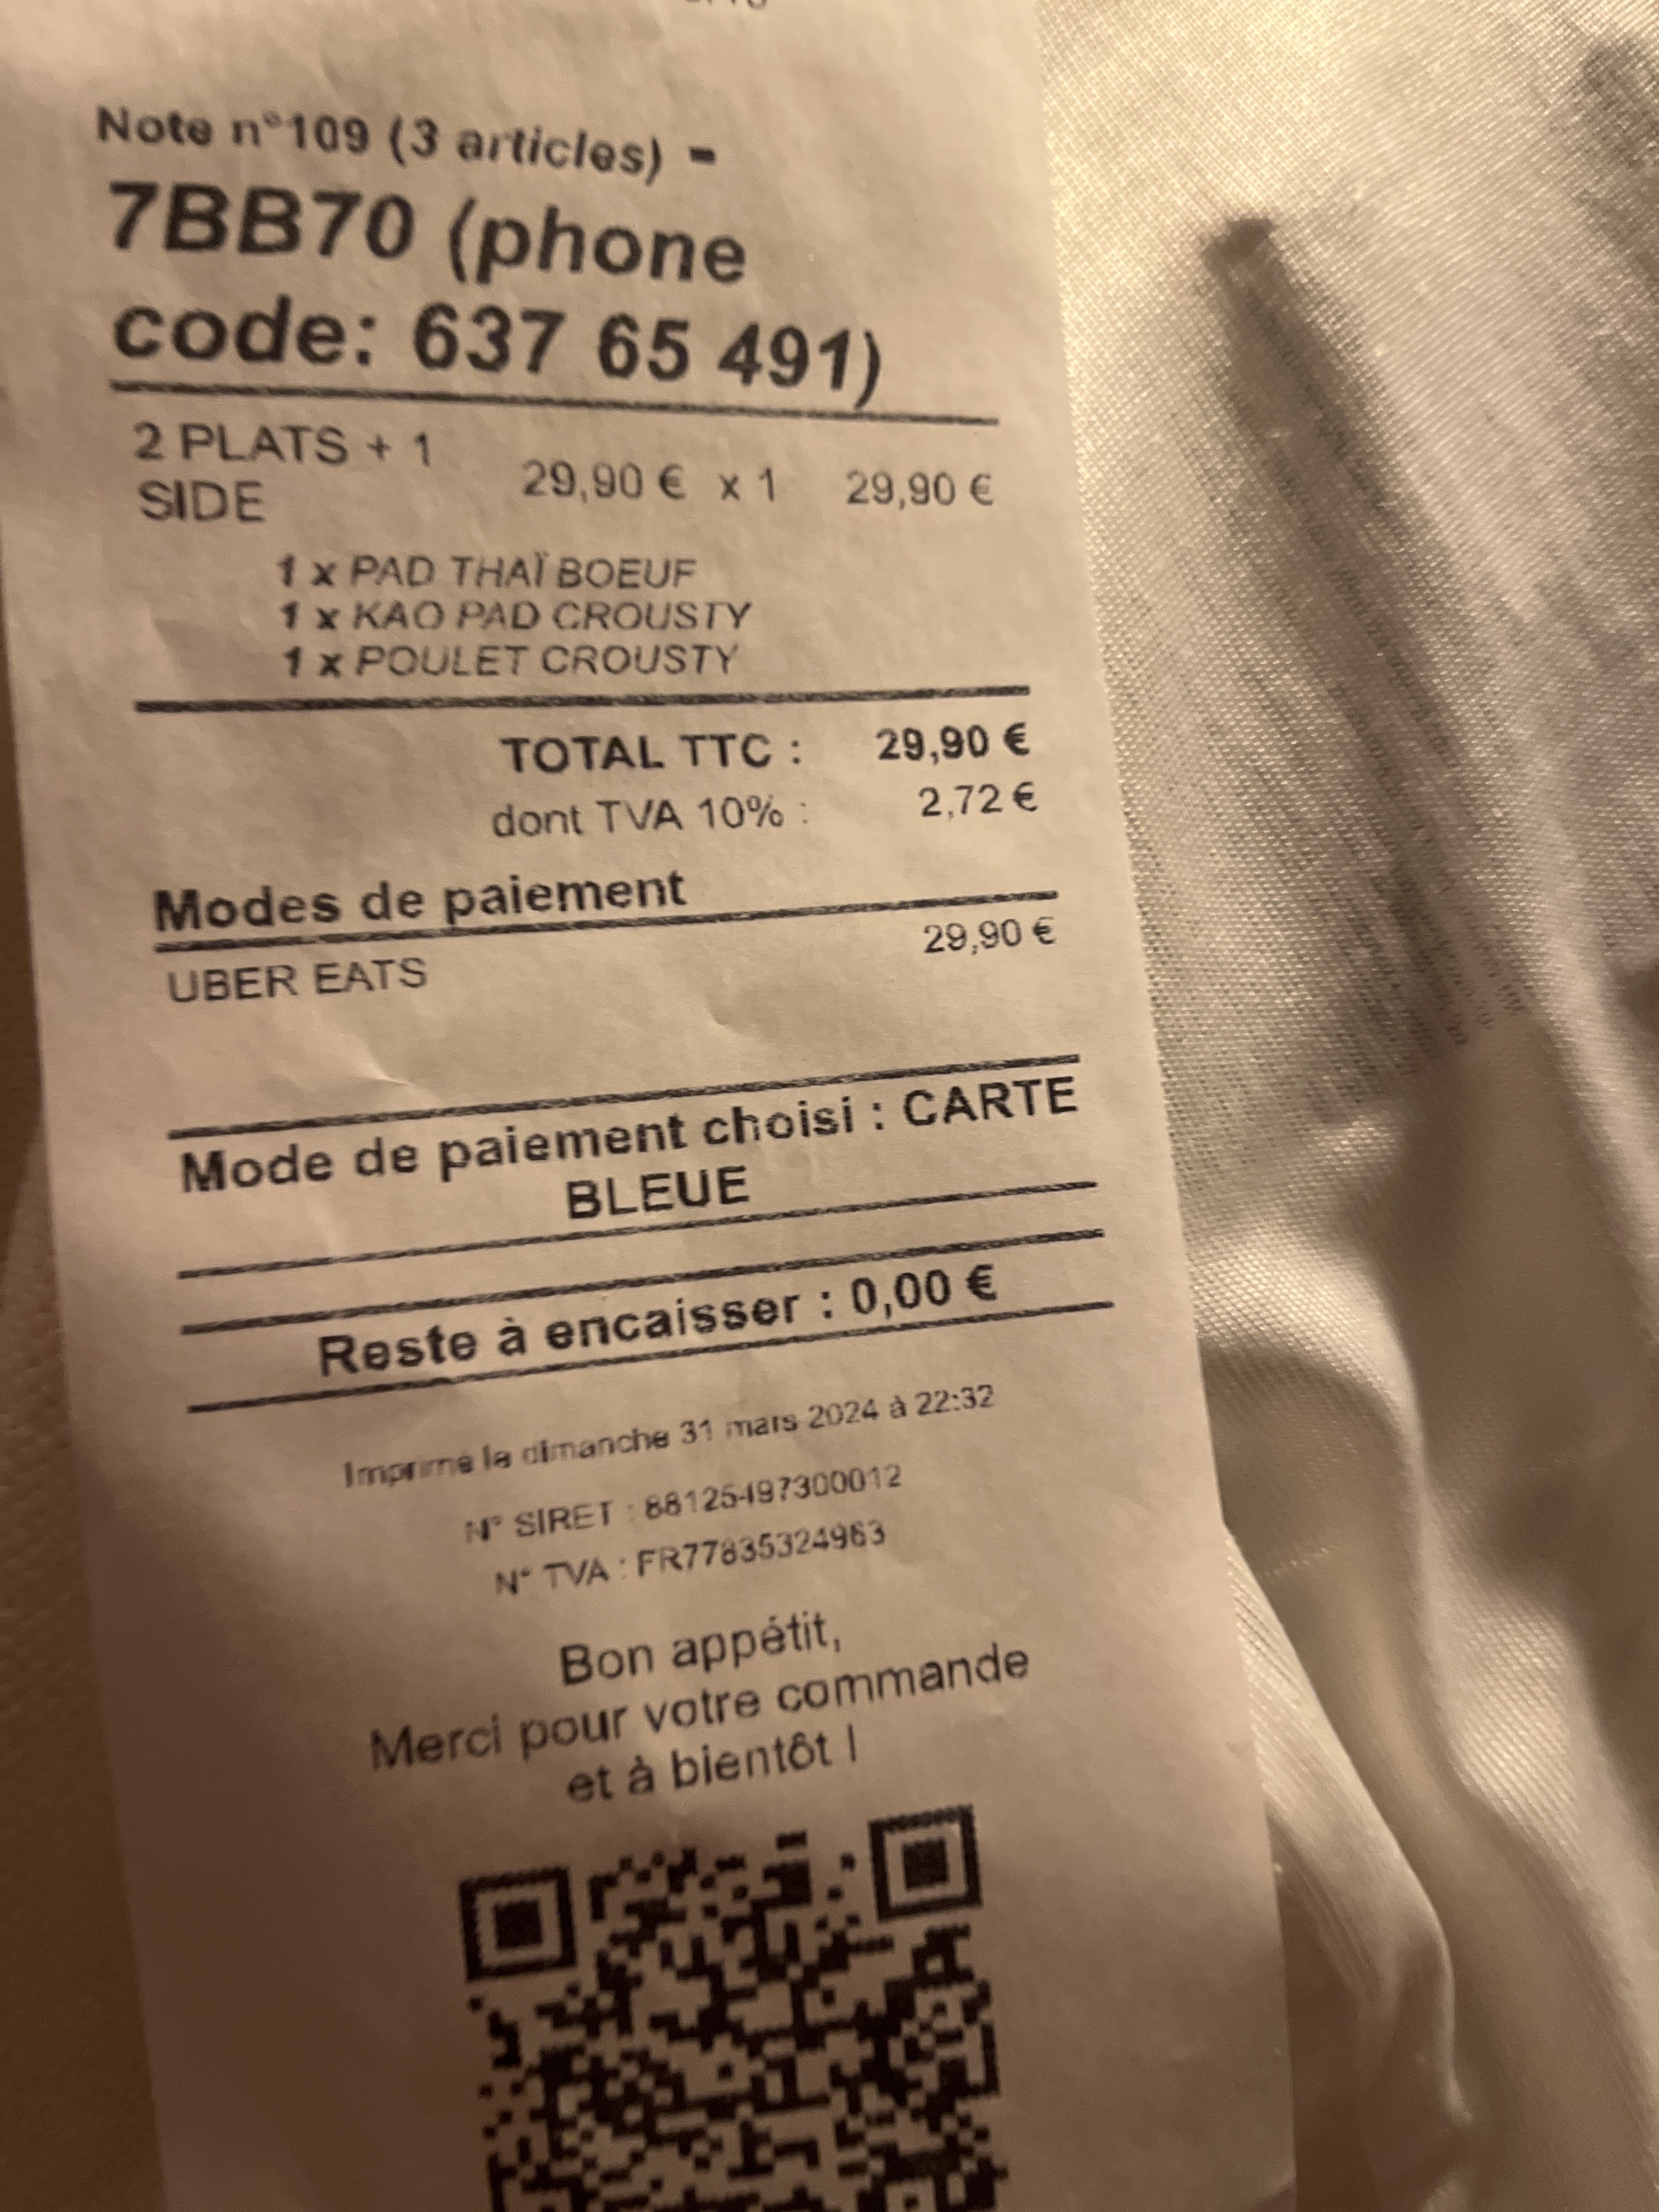 Note n°109 (3 articles) -
7BB70 (phone
code: 637 65 491)
2 PLATS + 1
SIDE 29,90 € x 1 29,90 €
1 x PAD THAÏ BOEUF
1 x KAO PAD CROUSTY
1 x POULET CROUSTY
TOTAL TTC : 29,90 €
dont TVA 10% : 2,72 €
Modes de paiement
UBER EATS 29,90 €
Mode de paiement choisi : CARTE
BLEUE
Reste à encaisser : 0,00 €
Imprimé le dimanche 31 mars 2024 à 22:32
N° SIRET : 88125497300012
N° TVA : FR77835324963
Bon appétit,
Merci pour votre commande
et à bientôt !